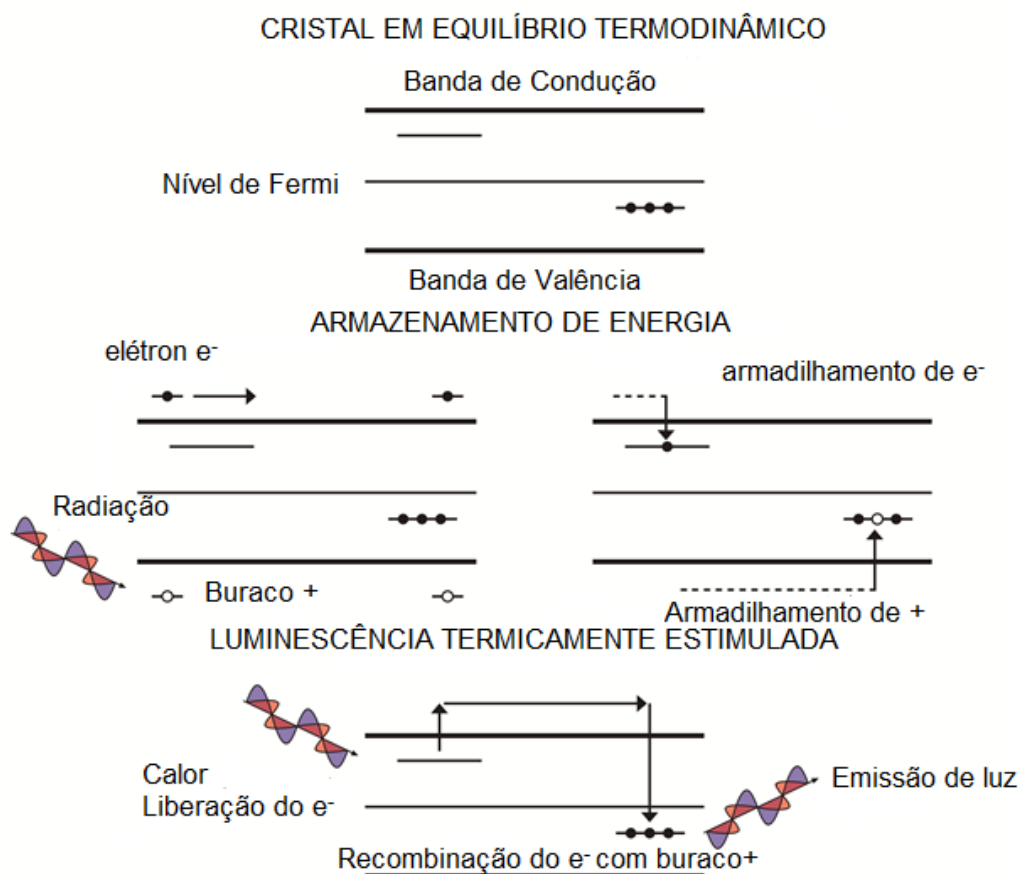 CRISTAL EM EQUILÍBRIO TERMODINÂMICO
Banda de Condução
Nível de Fermi
Banda de Valência
ARMAZENAMENTO DE ENERGIA
elétron e-
armadilhamento de e-
Radiação
Buraco +
Armadilhamento de +
LUMINESCÊNCIA TERMICAMENTE ESTIMULADA
Calor
Liberação do e-
Emissão de luz
Recombinação do e- com buraco+